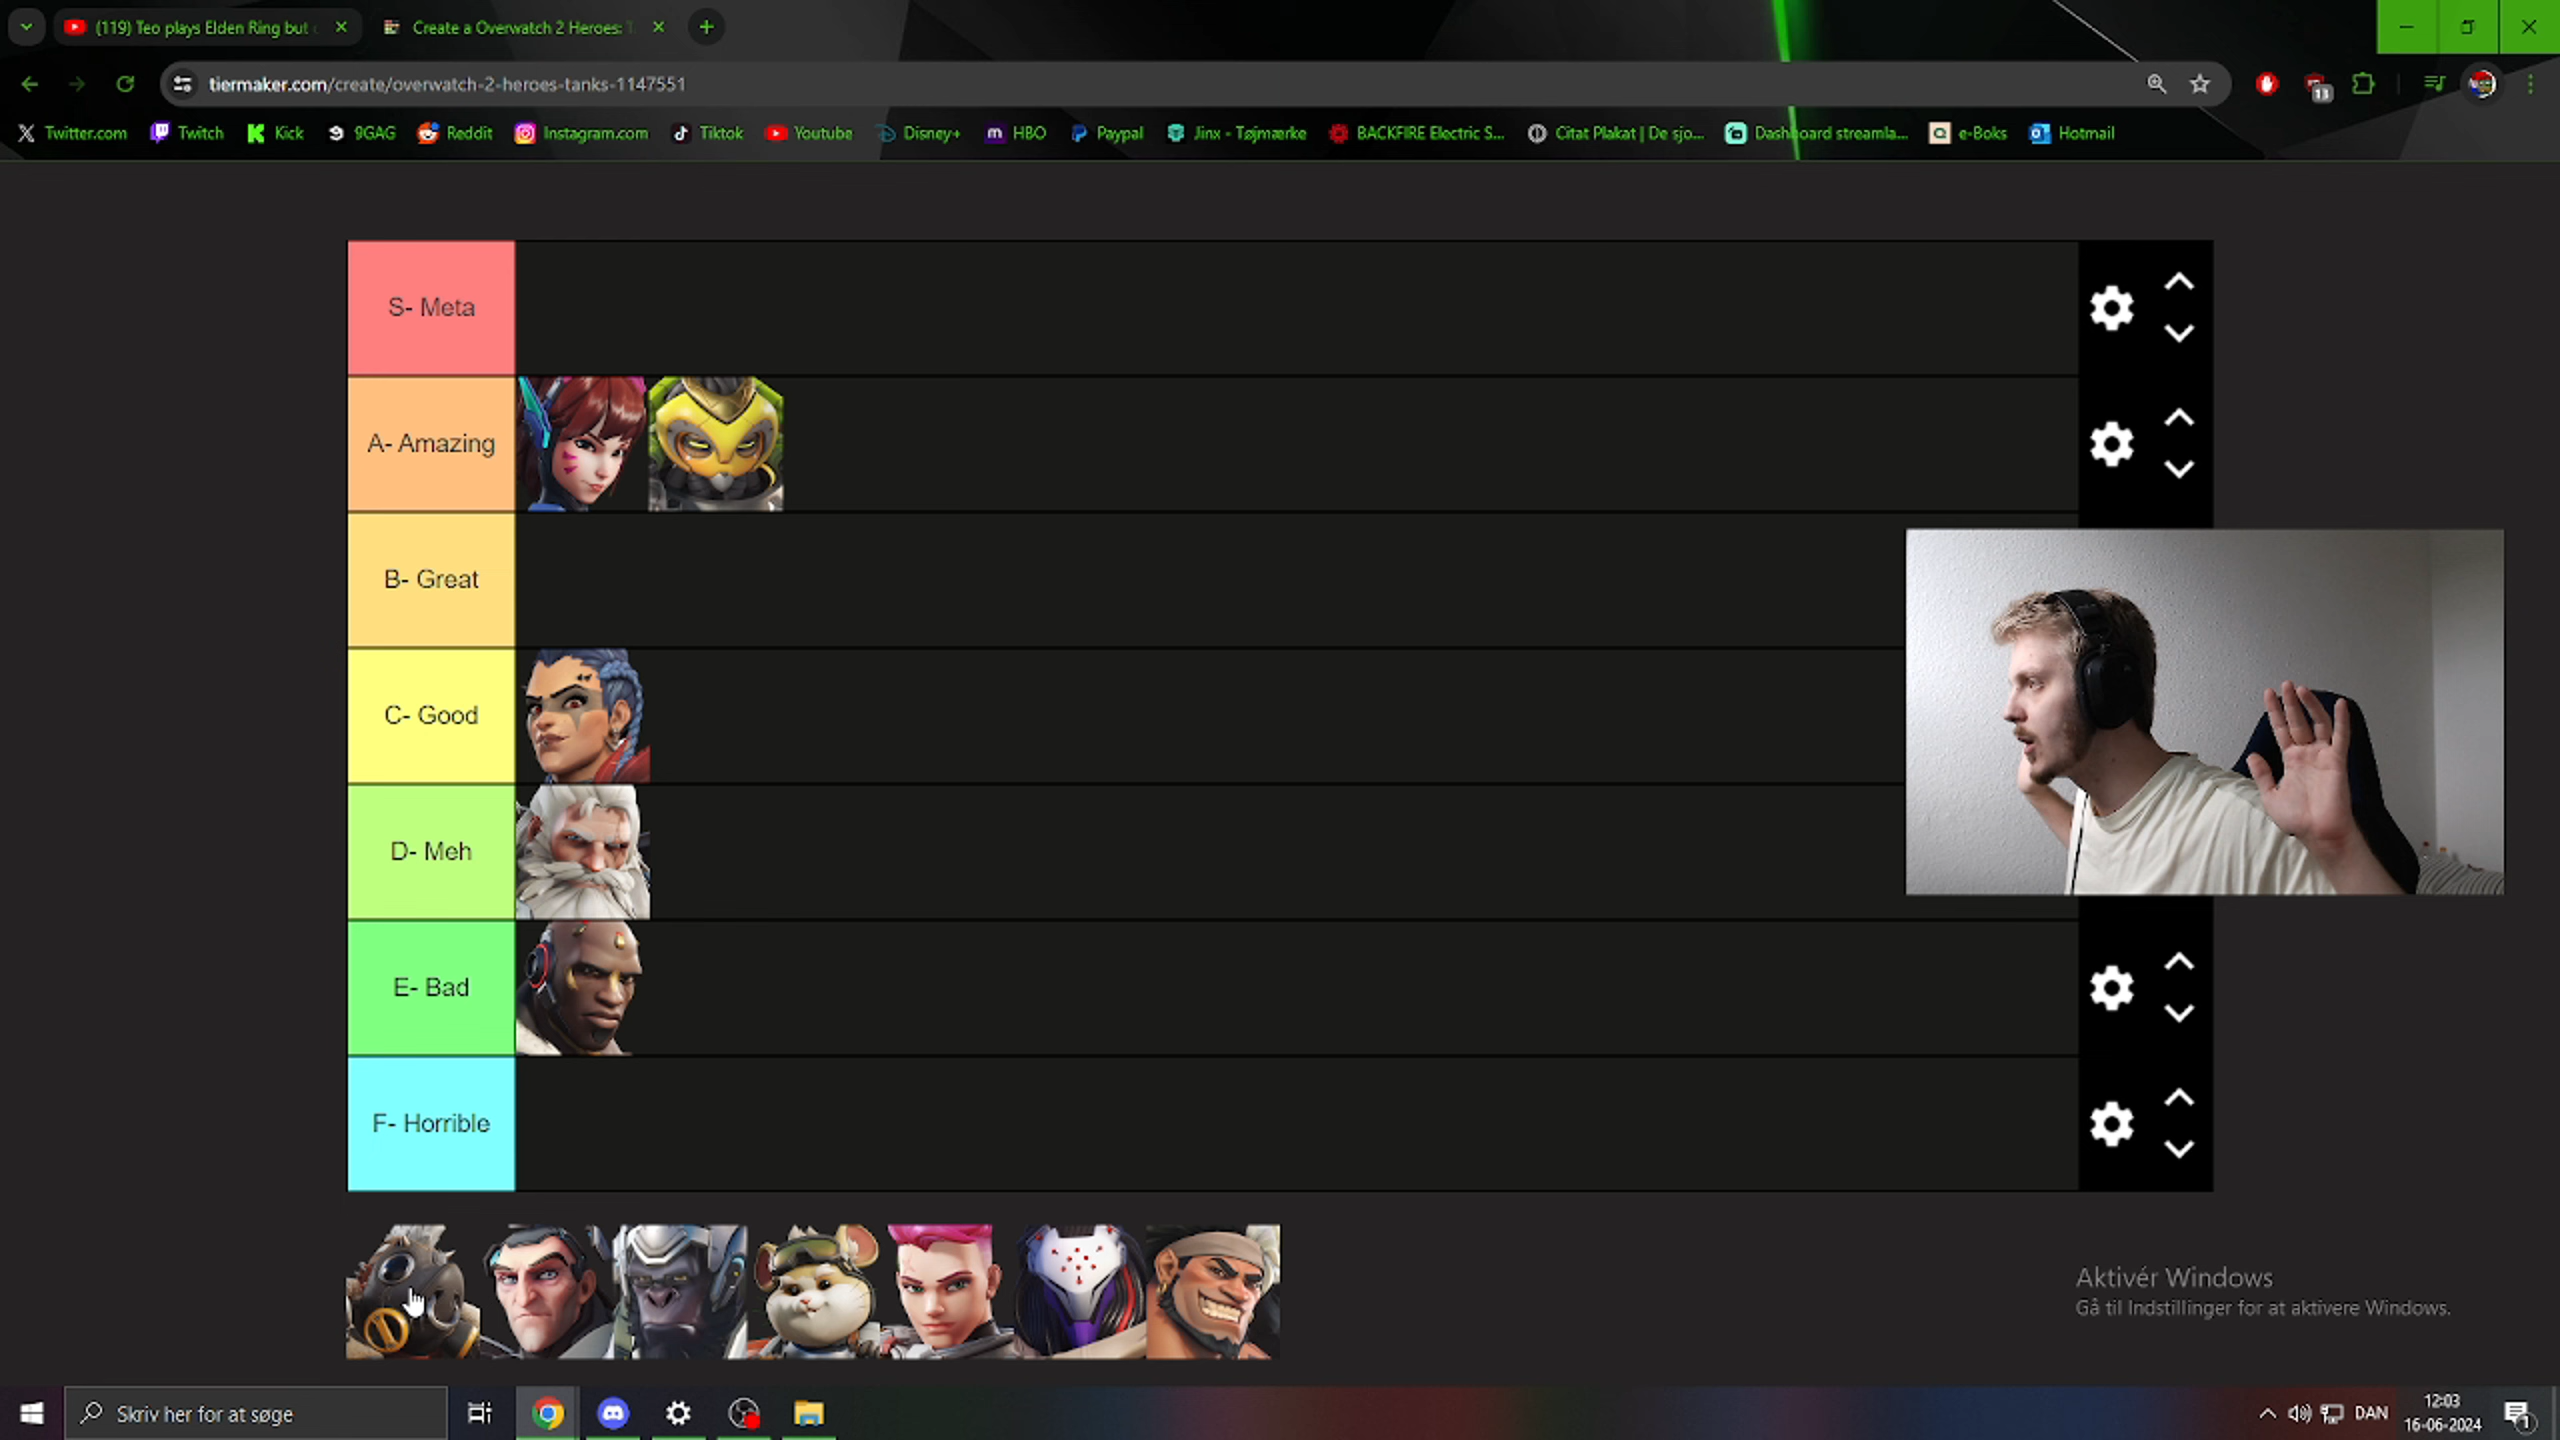 (119) Teo plays Elden Ring but
Create a Overwatch 2 Heroes:
tiermaker.com/create/overwatch-2-heroes-tanks-1147551
13
Twitter.com Twitch Kick 9GAG Reddit Instagram.com Tiktok Youtube Disney+ HBO Paypal Jinx - Tøjmærke BACKFIRE Electric S... Citat Plakat | De sjo... Dashboard streamla... e-Boks Hotmail
S- Meta
A- Amazing
B- Great
C- Good
D- Meh
E- Bad
F- Horrible
Aktivér Windows
Gå til Indstillinger for at aktivere Windows.
Skriv her for at søge
DAN
12:03
16-06-2024
1